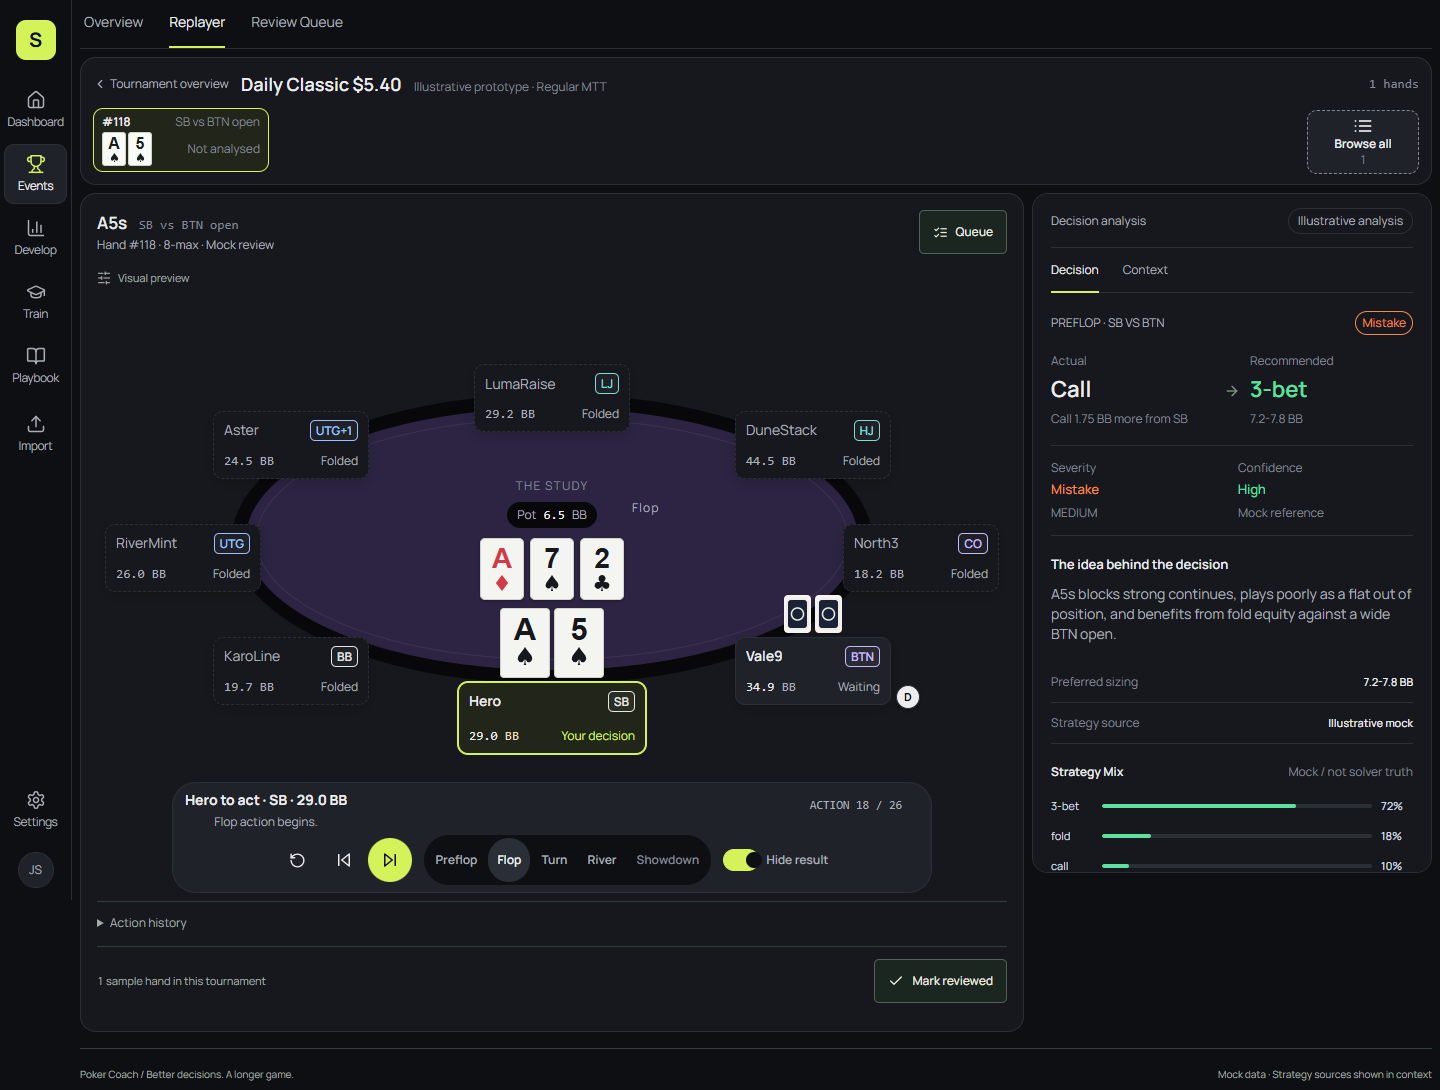 S
Overview Replayer Review Queue
Tournament overview Daily Classic $5.40 Illustrative prototype · Regular MTT 1 hands
#118 SB vs BTN open
A 5 Not analysed
Browse all
1
Dashboard
Events
Develop
Train
Playbook
Import
Settings
JS
A5s SB vs BTN open
Hand #118 · 8-max · Mock review
Queue
Visual preview
LumaRaise LJ
29.2 BB Folded
Aster UTG+1
24.5 BB Folded
DuneStack HJ
44.5 BB Folded
THE STUDY
Pot 6.5 BB
Flop
RiverMint UTG
26.0 BB Folded
A 7 2
North3 CO
18.2 BB Folded
A 5
KaroLine BB
19.7 BB Folded
Vale9 BTN
34.9 BB Waiting
D
Hero SB
29.0 BB Your decision
Hero to act · SB · 29.0 BB
ACTION 18 / 26
Flop action begins.
Preflop Flop Turn River Showdown Hide result
Action history
1 sample hand in this tournament
Mark reviewed
Decision analysis Illustrative analysis
Decision Context
PREFLOP · SB VS BTN Mistake
Actual Recommended
Call 3-bet
Call 1.75 BB more from SB 7.2-7.8 BB
Severity Confidence
Mistake High
MEDIUM Mock reference
The idea behind the decision
A5s blocks strong continues, plays poorly as a flat out of
position, and benefits from fold equity against a wide
BTN open.
Preferred sizing 7.2-7.8 BB
Strategy source Illustrative mock
Strategy Mix Mock / not solver truth
3-bet 72%
fold 18%
call 10%
Poker Coach / Better decisions. A longer game.
Mock data · Strategy sources shown in context